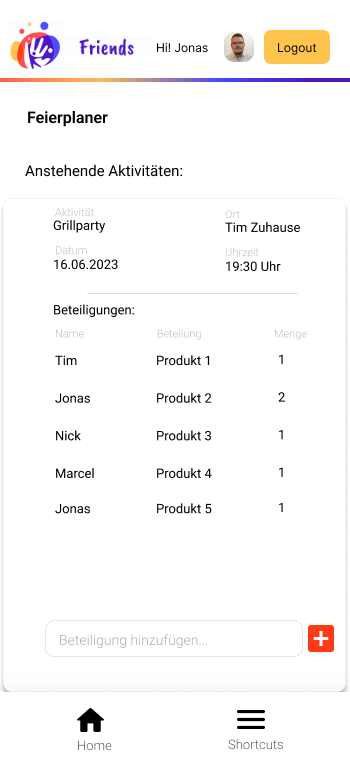 Friends
Hi! Jonas
Logout
Feierplaner
Anstehende Aktivitäten:
Aktivität
Ort
Grillparty
Tim Zuhause
Datum
Uhrzeit
16.06.2023
19:30 Uhr
Beteiligungen:
Name Beteilung Menge
Tim Produkt 1 1
Jonas Produkt 2 2
Nick Produkt 3 1
Marcel Produkt 4 1
Jonas Produkt 5 1
Beteiligung hinzufügen...
Home
Shortcuts